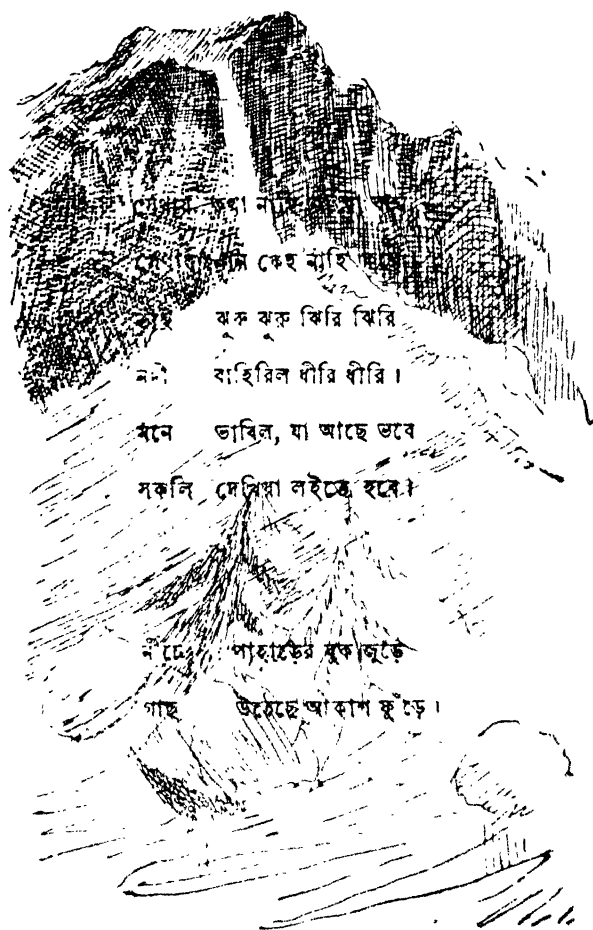 কেহ নাহি
ঝুরু ঝুরু ঝিরি ঝিরি
নদী বাহিরিল ধীরি ধীরি।
মনে ভাবিল, যা আছে ভবে
সকলি দেখিয়া লইতে হবে।
নীচে পাহাড়ের বুক জুড়ে
গাছ উঠেছে আকাশ ফুঁড়ে।